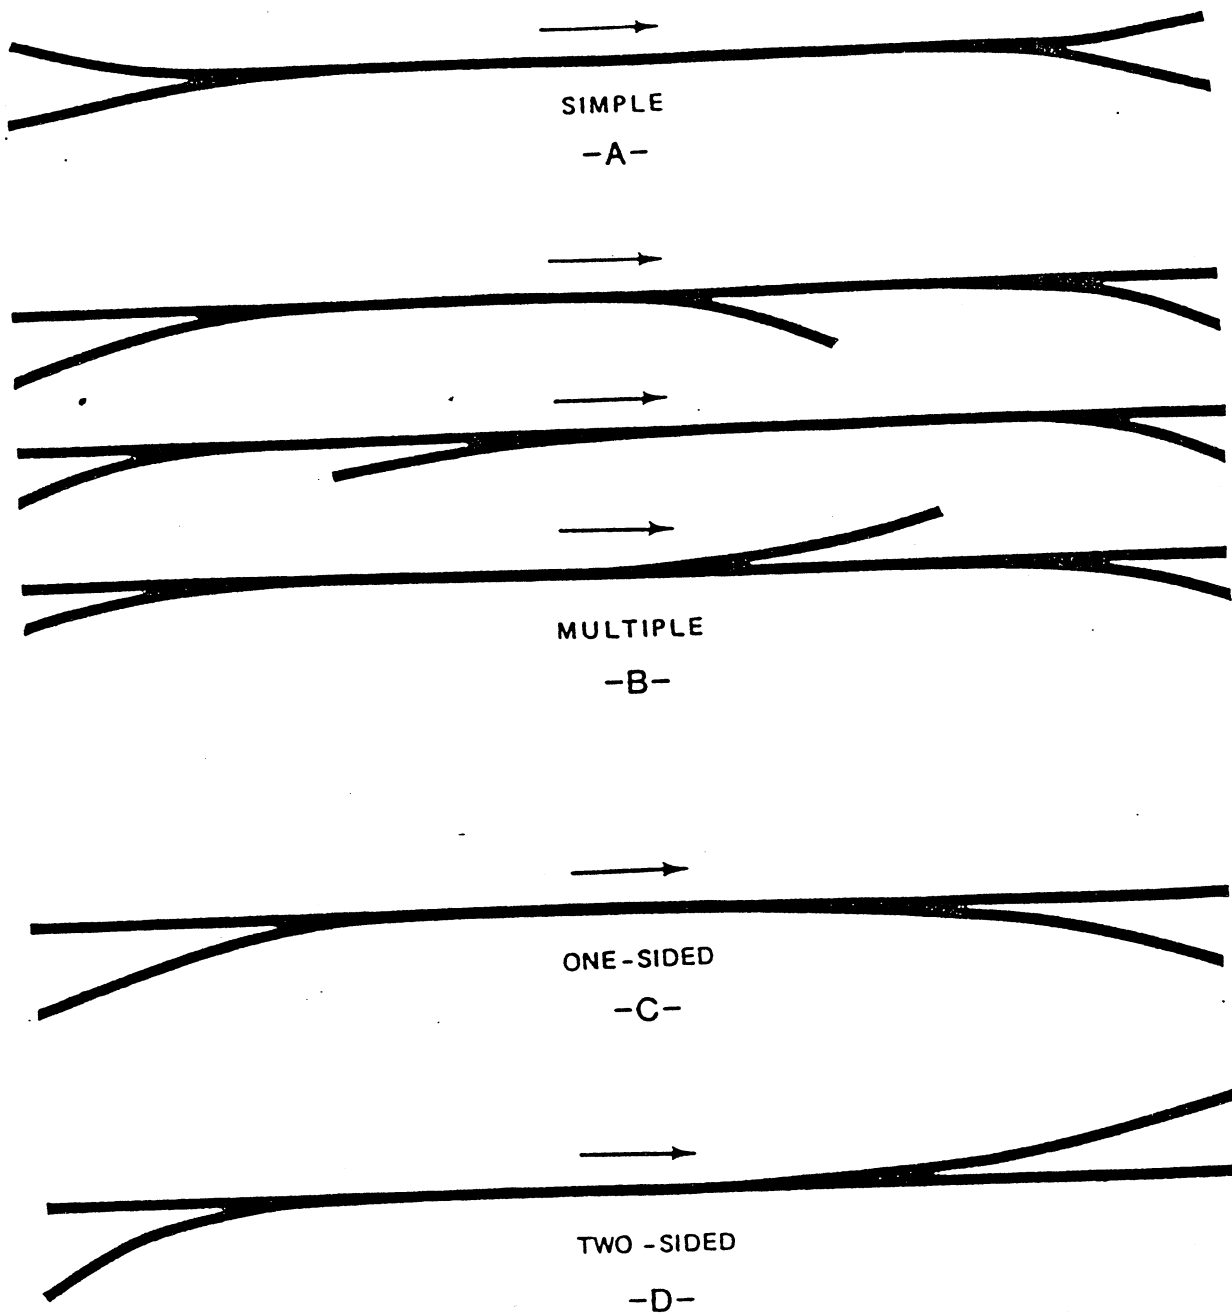 SIMPLE
-A-
MULTIPLE
-B-
ONE-SIDED
-C-
TWO-SIDED
-D-